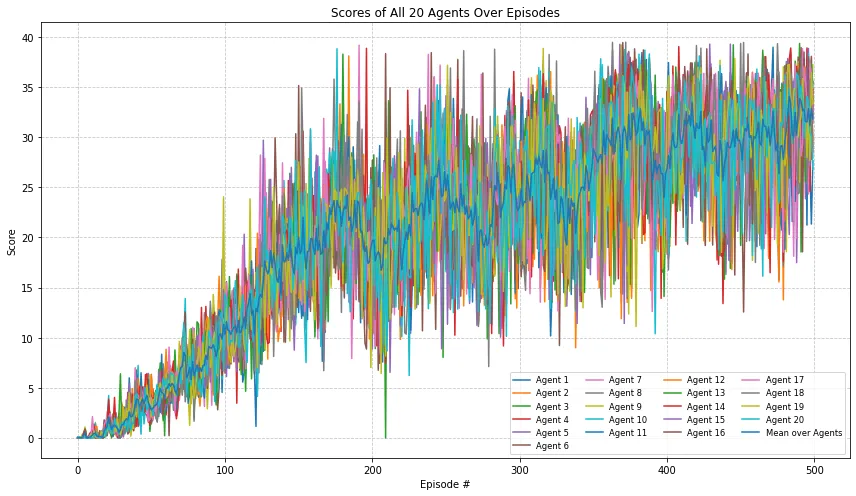 Scores of All 20 Agents Over Episodes
Score
40
35
30
25
20
15
10
5
0
0 100 200 300 400 500
Episode #
Agent 1 Agent 7 Agent 12 Agent 17
Agent 2 Agent 8 Agent 13 Agent 18
Agent 3 Agent 9 Agent 14 Agent 19
Agent 4 Agent 10 Agent 15 Agent 20
Agent 5 Agent 11 Agent 16 Mean over Agents
Agent 6